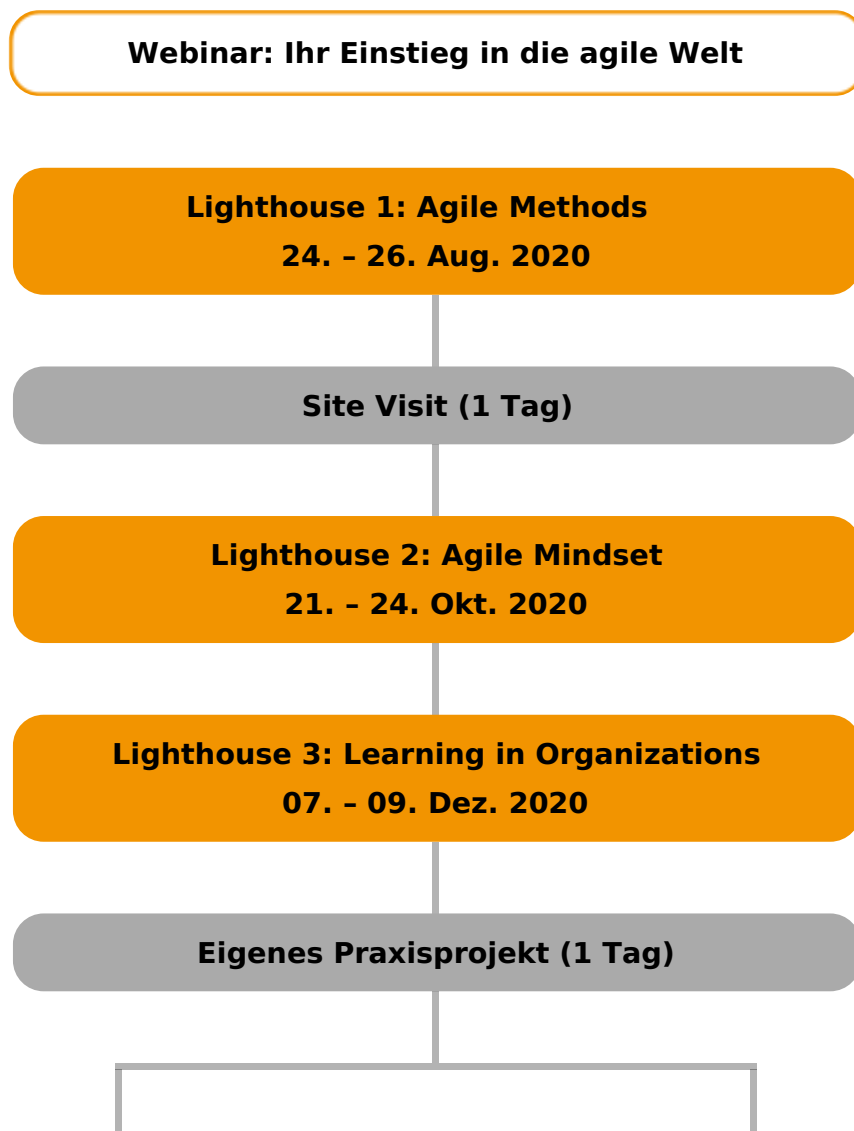 Webinar: Ihr Einstieg in die agile Welt
Lighthouse 1: Agile Methods
24. – 26. Aug. 2020
Site Visit (1 Tag)
Lighthouse 2: Agile Mindset
21. – 24. Okt. 2020
Lighthouse 3: Learning in Organizations
07. – 09. Dez. 2020
Eigenes Praxisprojekt (1 Tag)